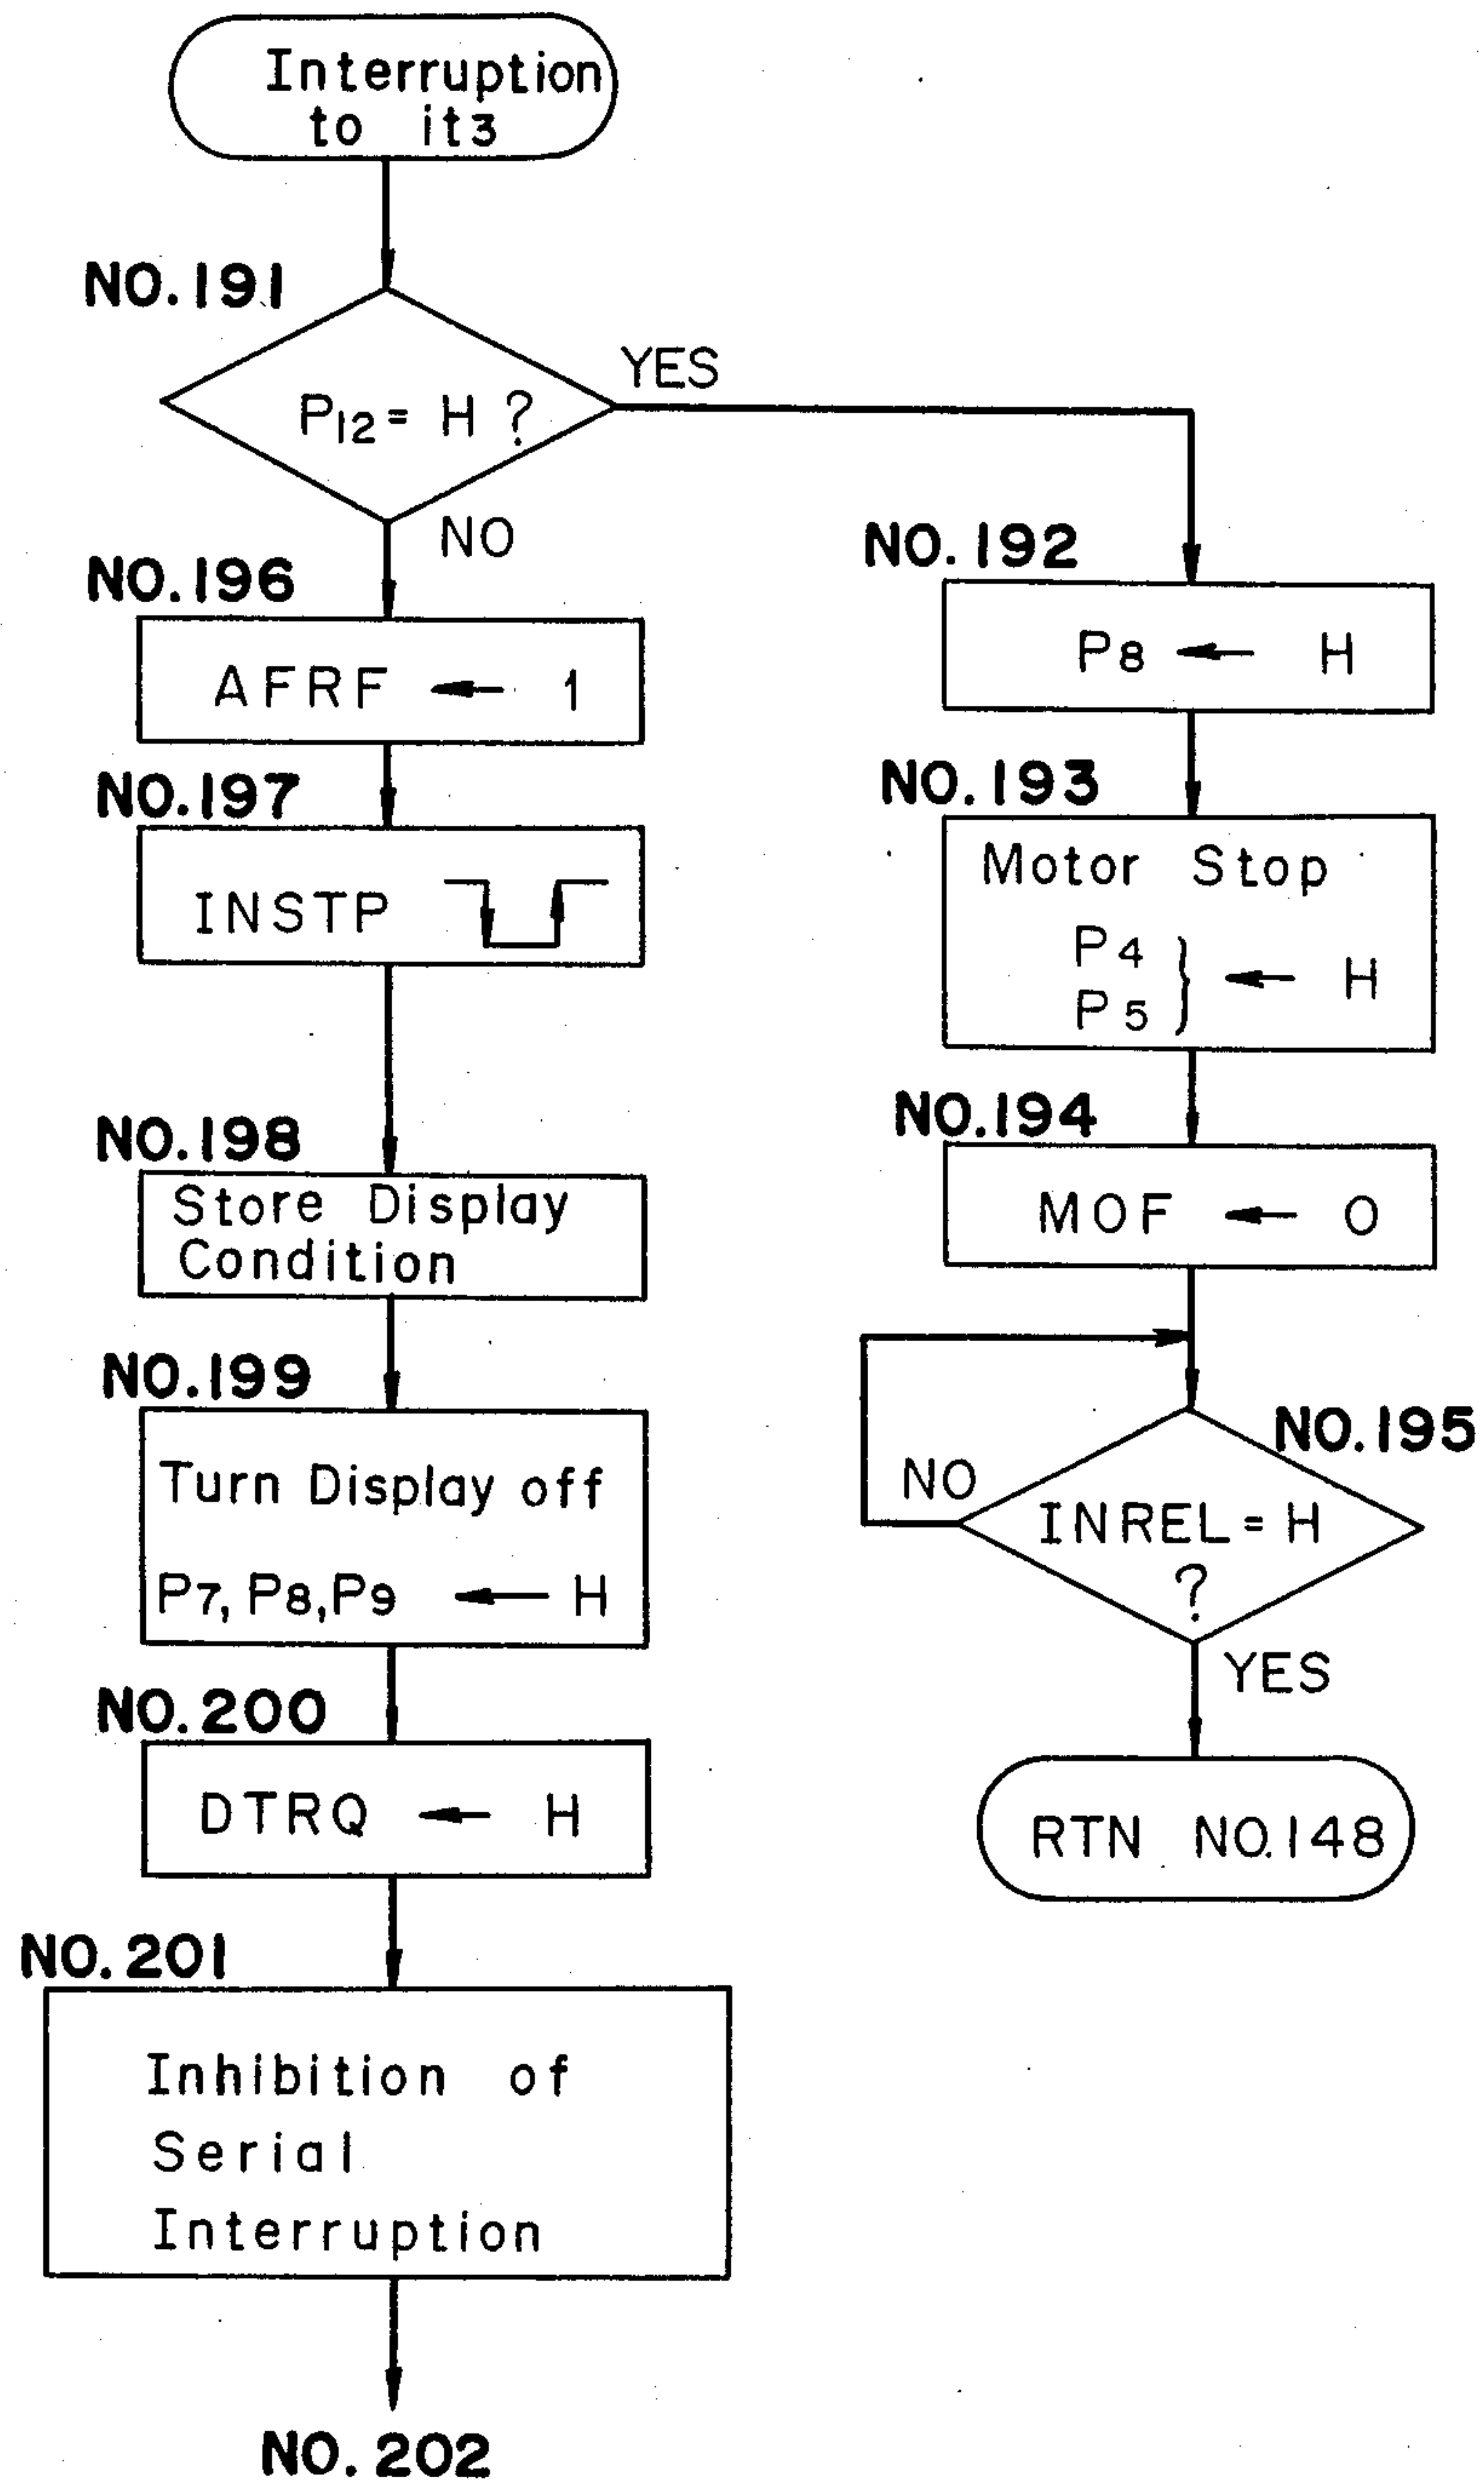 Interruption
to it3
NO.191
P12 = H ?
YES
NO
NO.196
AFRF ← 1
NO.197
INSTP
NO.198
Store Display
Condition
NO.199
Turn Display off
P7, P8, P9 ← H
NO.200
DTRQ ← H
NO.201
Inhibition of
Serial
Interruption
NO.202
NO.192
P8 ← H
NO.193
Motor Stop
P4
P5 } ← H
NO.194
MOF ← 0
NO.195
NO
INREL = H
?
YES
RTN NO.148